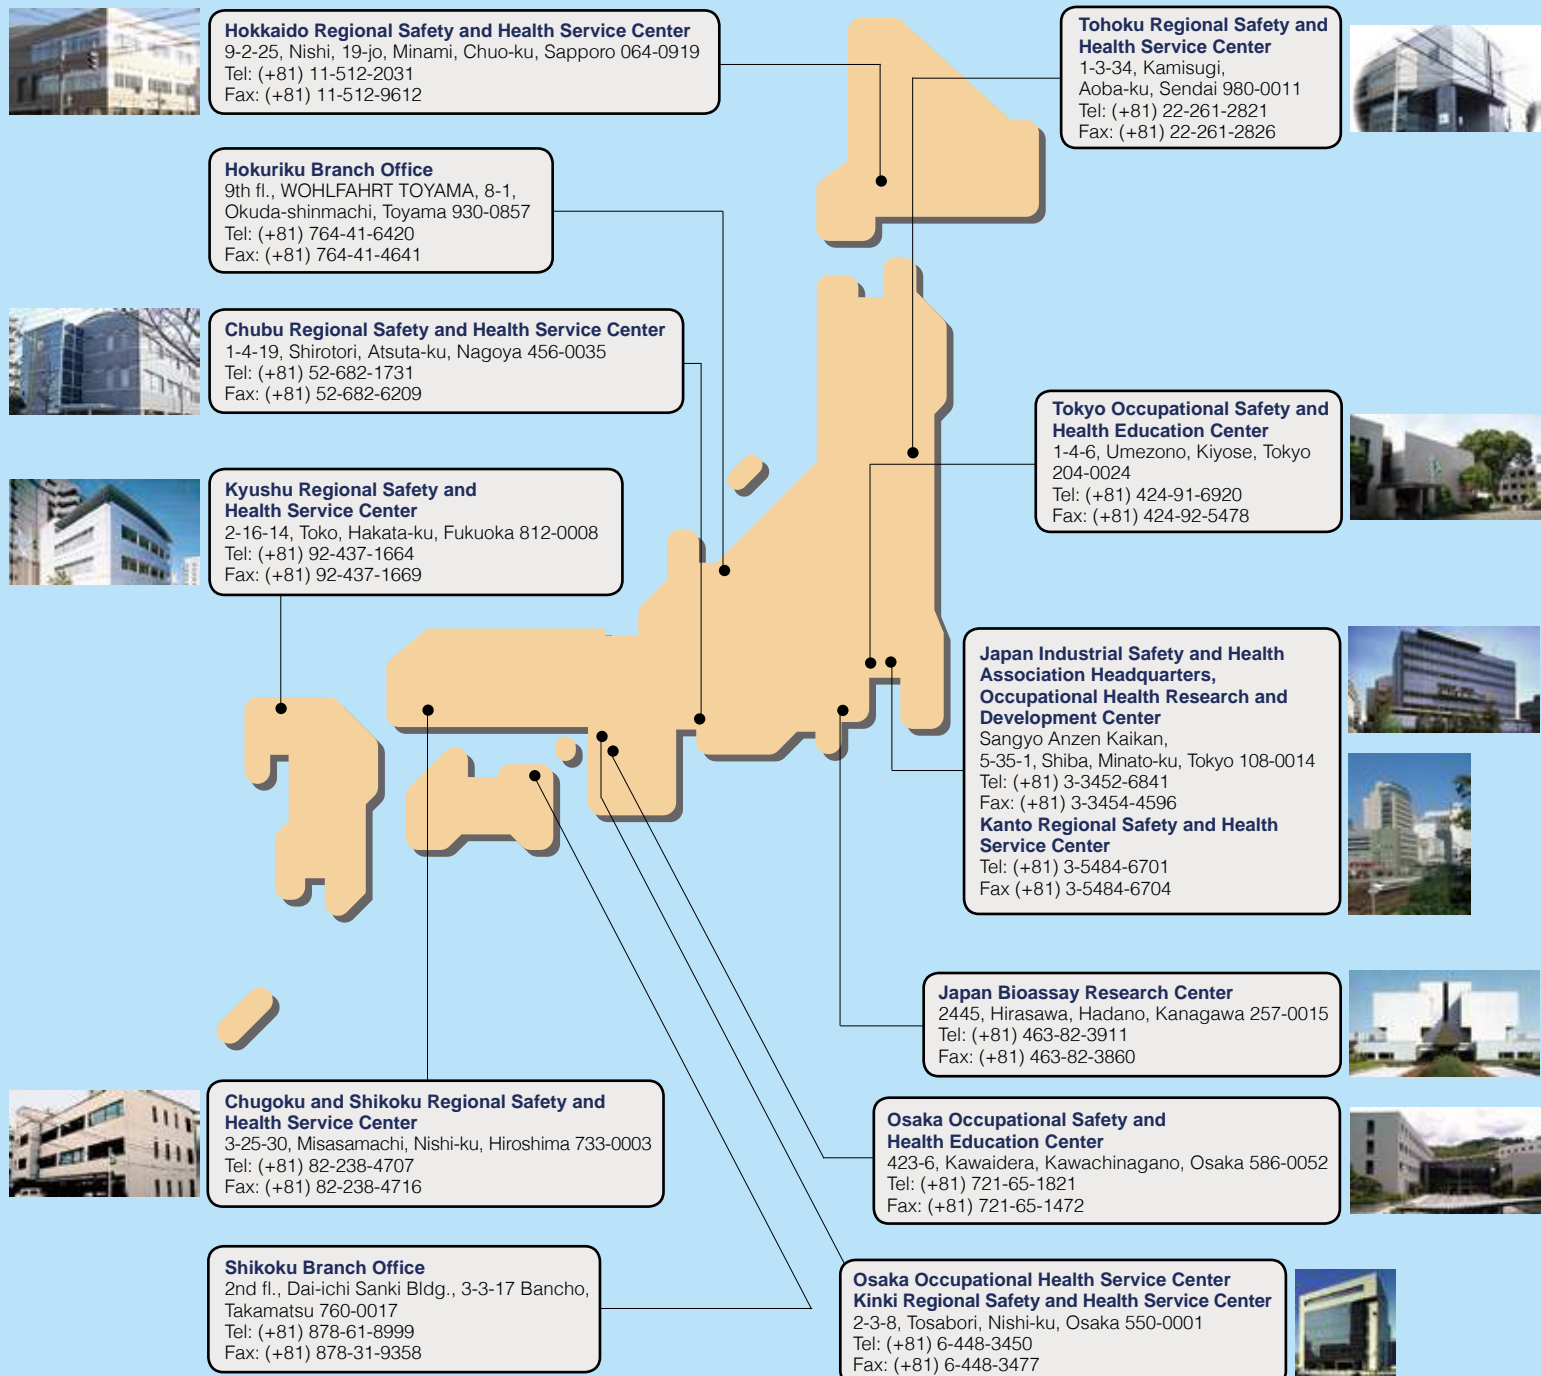 Hokkaido Regional Safety and Health Service Center
9-2-25, Nishi, 19-jo, Minami, Chuo-ku, Sapporo 064-0919
Tel: (+81) 11-512-2031
Fax: (+81) 11-512-9612
Tohoku Regional Safety and
Health Service Center
1-3-34, Kamisugi,
Aoba-ku, Sendai 980-0011
Tel: (+81) 22-261-2821
Fax: (+81) 22-261-2826
Hokuriku Branch Office
9th fl., WOHLFAHRT TOYAMA, 8-1,
Okuda-shinmachi, Toyama 930-0857
Tel: (+81) 764-41-6420
Fax: (+81) 764-41-4641
Chubu Regional Safety and Health Service Center
1-4-19, Shirotori, Atsuta-ku, Nagoya 456-0035
Tel: (+81) 52-682-1731
Fax: (+81) 52-682-6209
Tokyo Occupational Safety and
Health Education Center
1-4-6, Umezono, Kiyose, Tokyo
204-0024
Tel: (+81) 424-91-6920
Fax: (+81) 424-92-5478
Kyushu Regional Safety and
Health Service Center
2-16-14, Toko, Hakata-ku, Fukuoka 812-0008
Tel: (+81) 92-437-1664
Fax: (+81) 92-437-1669
Japan Industrial Safety and Health
Association Headquarters,
Occupational Health Research and
Development Center
Sangyo Anzen Kaikan,
5-35-1, Shiba, Minato-ku, Tokyo 108-0014
Tel: (+81) 3-3452-6841
Fax: (+81) 3-3454-4596
Kanto Regional Safety and Health
Service Center
Tel: (+81) 3-5484-6701
Fax (+81) 3-5484-6704
Japan Bioassay Research Center
2445, Hirasawa, Hadano, Kanagawa 257-0015
Tel: (+81) 463-82-3911
Fax: (+81) 463-82-3860
Chugoku and Shikoku Regional Safety and
Health Service Center
3-25-30, Misasamachi, Nishi-ku, Hiroshima 733-0003
Tel: (+81) 82-238-4707
Fax: (+81) 82-238-4716
Osaka Occupational Safety and
Health Education Center
423-6, Kawaidera, Kawachinagano, Osaka 586-0052
Tel: (+81) 721-65-1821
Fax: (+81) 721-65-1472
Shikoku Branch Office
2nd fl., Dai-ichi Sanki Bldg., 3-3-17 Bancho,
Takamatsu 760-0017
Tel: (+81) 878-61-8999
Fax: (+81) 878-31-9358
Osaka Occupational Health Service Center
Kinki Regional Safety and Health Service Center
2-3-8, Tosabori, Nishi-ku, Osaka 550-0001
Tel: (+81) 6-448-3450
Fax: (+81) 6-448-3477